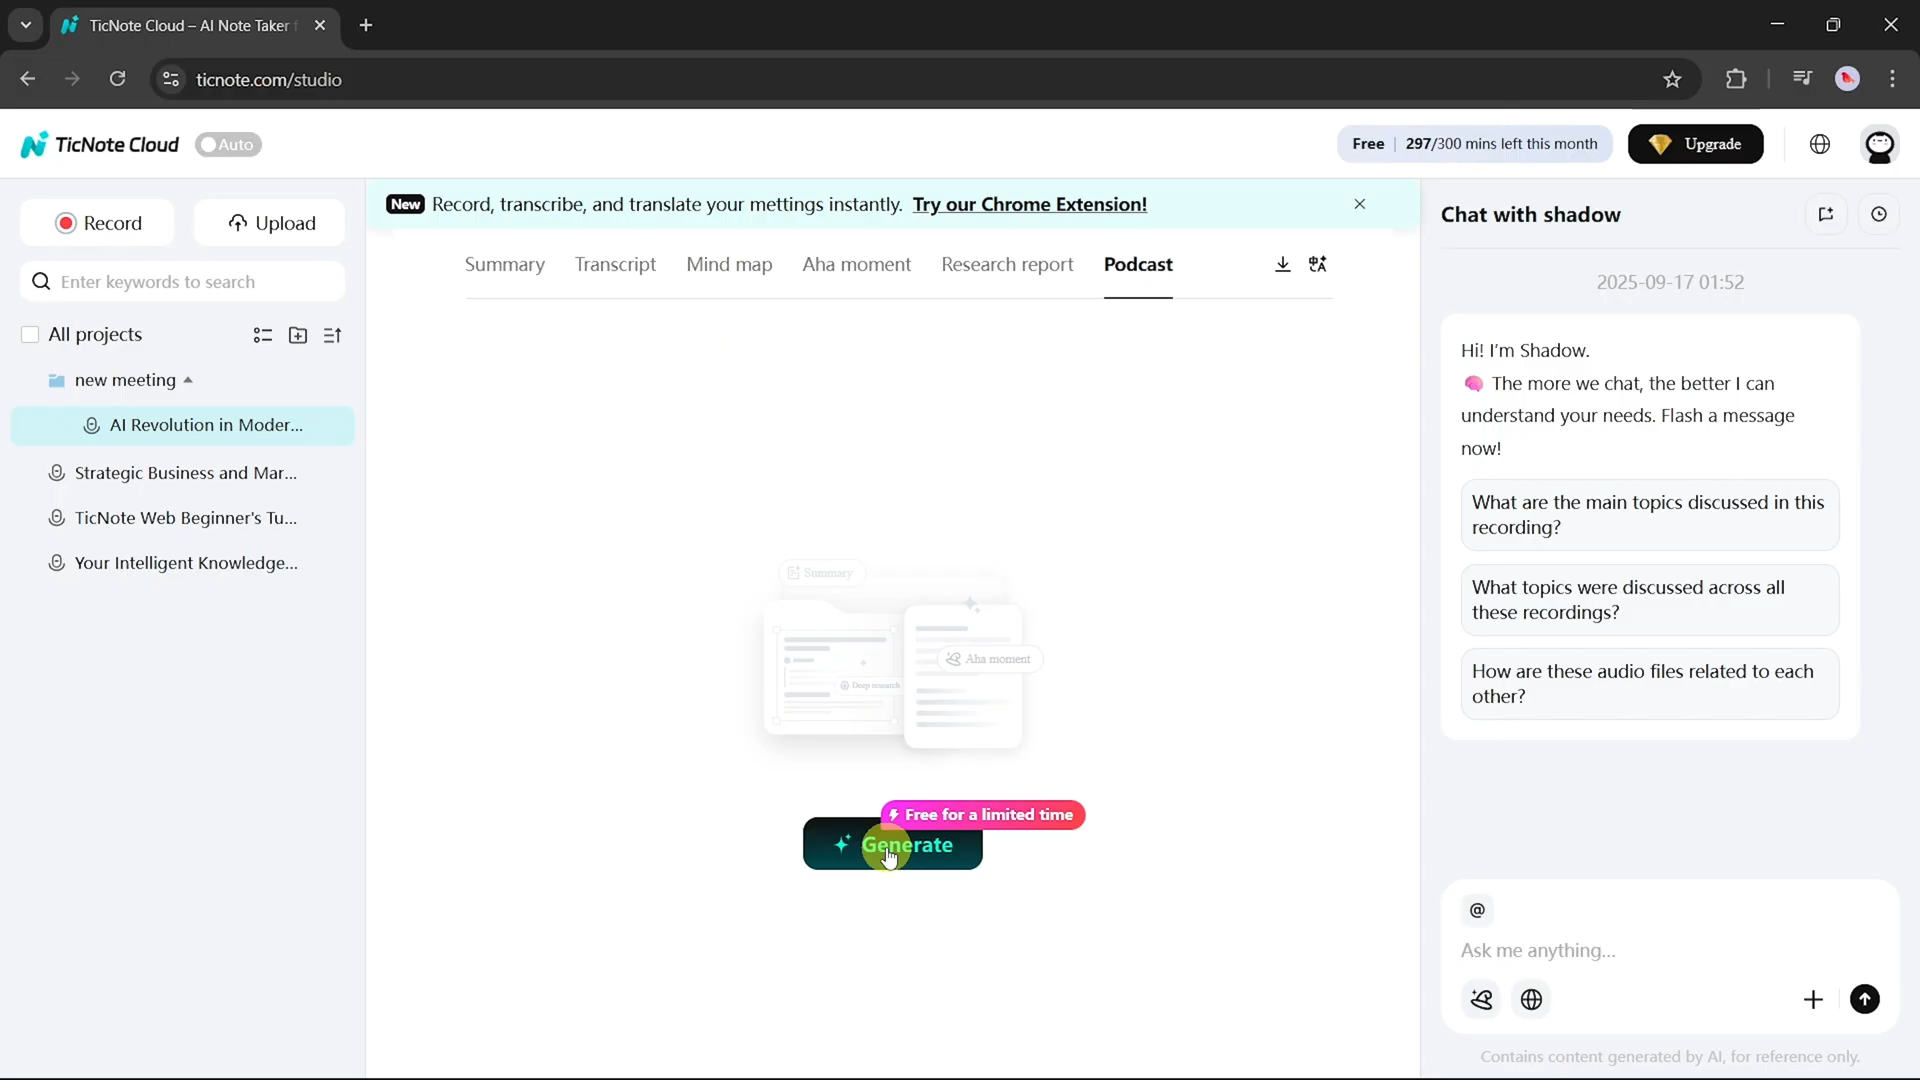 TicNote Cloud – AI Note Taker f
ticnote.com/studio
TicNote Cloud
Auto
Free | 297/300 mins left this month
Upgrade
Record
Upload
Enter keywords to search
All projects
new meeting
AI Revolution in Moder...
Strategic Business and Mar...
TicNote Web Beginner's Tu...
Your Intelligent Knowledge...
New Record, transcribe, and translate your mettings instantly. Try our Chrome Extension!
Summary Transcript Mind map Aha moment Research report Podcast
Summary
Aha moment
Deep research
Free for a limited time
Generate
Chat with shadow
2025-09-17 01:52
Hi! I'm Shadow.
🧠 The more we chat, the better I can
understand your needs. Flash a message
now!
What are the main topics discussed in this
recording?
What topics were discussed across all
these recordings?
How are these audio files related to each
other?
@
Ask me anything...
Contains content generated by AI, for reference only.